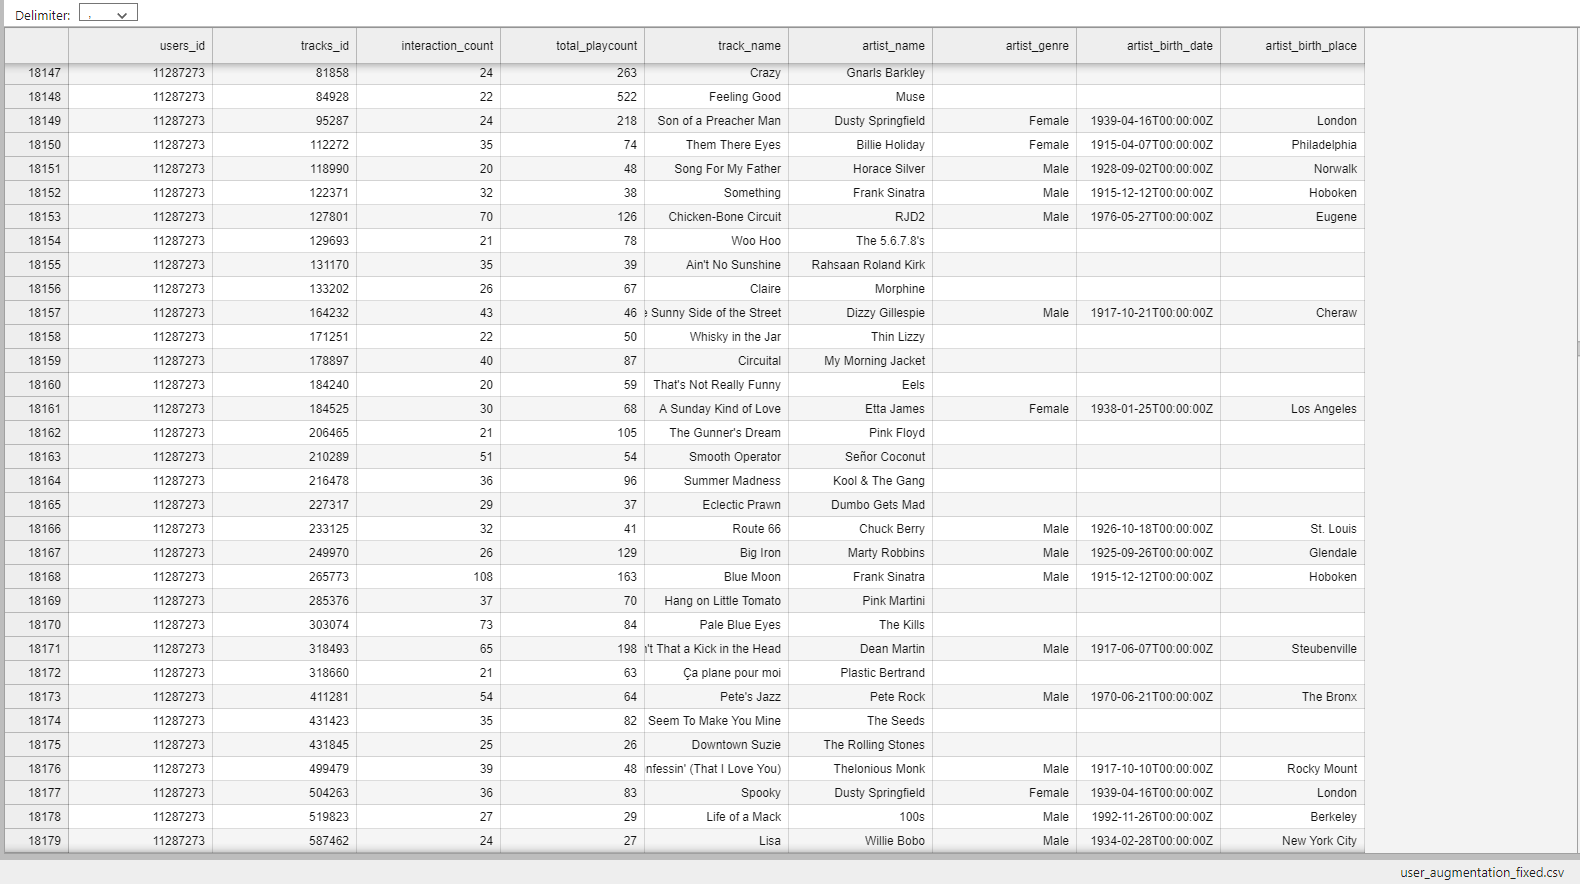 Delimiter: ,
users_id tracks_id interaction_count total_playcount track_name artist_name artist_genre artist_birth_date artist_birth_place
18147 11287273 81858 24 263 Crazy Gnarls Barkley
18148 11287273 84928 22 522 Feeling Good Muse
18149 11287273 95287 24 218 Son of a Preacher Man Dusty Springfield Female 1939-04-16T00:00:00Z London
18150 11287273 112272 35 74 Them There Eyes Billie Holiday Female 1915-04-07T00:00:00Z Philadelphia
18151 11287273 118990 20 48 Song For My Father Horace Silver Male 1928-09-02T00:00:00Z Norwalk
18152 11287273 122371 32 38 Something Frank Sinatra Male 1915-12-12T00:00:00Z Hoboken
18153 11287273 127801 70 126 Chicken-Bone Circuit RJD2 Male 1976-05-27T00:00:00Z Eugene
18154 11287273 129693 21 78 Woo Hoo The 5.6.7.8's
18155 11287273 131170 35 39 Ain't No Sunshine Rahsaan Roland Kirk
18156 11287273 133202 26 67 Claire Morphine
18157 11287273 164232 43 46 e Sunny Side of the Street Dizzy Gillespie Male 1917-10-21T00:00:00Z Cheraw
18158 11287273 171251 22 50 Whisky in the Jar Thin Lizzy
18159 11287273 178897 40 87 Circuital My Morning Jacket
18160 11287273 184240 20 59 That's Not Really Funny Eels
18161 11287273 184525 30 68 A Sunday Kind of Love Etta James Female 1938-01-25T00:00:00Z Los Angeles
18162 11287273 206465 21 105 The Gunner's Dream Pink Floyd
18163 11287273 210289 51 54 Smooth Operator Señor Coconut
18164 11287273 216478 36 96 Summer Madness Kool & The Gang
18165 11287273 227317 29 37 Eclectic Prawn Dumbo Gets Mad
18166 11287273 233125 32 41 Route 66 Chuck Berry Male 1926-10-18T00:00:00Z St. Louis
18167 11287273 249970 26 129 Big Iron Marty Robbins Male 1925-09-26T00:00:00Z Glendale
18168 11287273 265773 108 163 Blue Moon Frank Sinatra Male 1915-12-12T00:00:00Z Hoboken
18169 11287273 285376 37 70 Hang on Little Tomato Pink Martini
18170 11287273 303074 73 84 Pale Blue Eyes The Kills
18171 11287273 318493 65 198 n't That a Kick in the Head Dean Martin Male 1917-06-07T00:00:00Z Steubenville
18172 11287273 318660 21 63 Ça plane pour moi Plastic Bertrand
18173 11287273 411281 54 64 Pete's Jazz Pete Rock Male 1970-06-21T00:00:00Z The Bronx
18174 11287273 431423 35 82 Seem To Make You Mine The Seeds
18175 11287273 431845 25 26 Downtown Suzie The Rolling Stones
18176 11287273 499479 39 48 nfessin' (That I Love You) Thelonious Monk Male 1917-10-10T00:00:00Z Rocky Mount
18177 11287273 504263 36 83 Spooky Dusty Springfield Female 1939-04-16T00:00:00Z London
18178 11287273 519823 27 29 Life of a Mack 100s Male 1992-11-26T00:00:00Z Berkeley
18179 11287273 587462 24 27 Lisa Willie Bobo Male 1934-02-28T00:00:00Z New York City
user_augmentation_fixed.csv